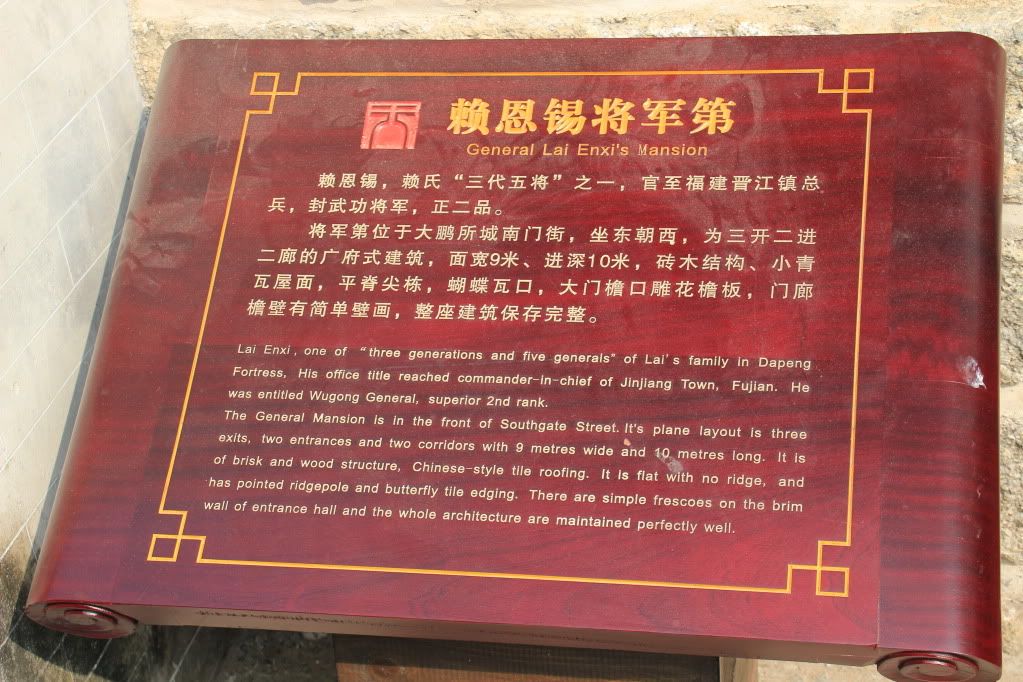 赖恩锡将军第
General Lai Enxi's Mansion
赖恩锡，赖氏“三代五将”之一，官至福建晋江镇总
兵，封武功将军，正二品。
将军第位于大鹏所城南门街，坐东朝西，为三开二进
二廊的广府式建筑，面宽9米、进深10米，砖木结构、小青
瓦屋面，平脊尖栋，蝴蝶瓦口，大门檐口雕花檐板，门廊
檐壁有简单壁画，整座建筑保存完整。
Lai Enxi, one of “three generations and five generals” of Lai's family in Dapeng
Fortress, His office title reached commander-in-chief of Jinjiang Town, Fujian. He
was entitled Wugong General, superior 2nd rank.
The General Mansion is in the front of Southgate Street. It's plane layout is three
exits, two entrances and two corridors with 9 metres wide and 10 metres long. It is
of brisk and wood structure, Chinese-style tile roofing. It is flat with no ridge, and
has pointed ridgepole and butterfly tile edging. There are simple frescoes on the brim
wall of entrance hall and the whole architecture are maintained perfectly well.